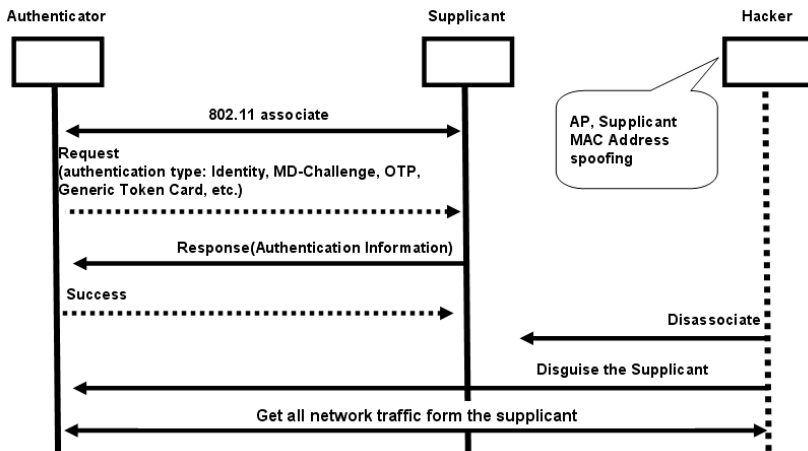 Authenticator
Supplicant
Hacker
802.11 associate
AP, Supplicant
MAC Address
spoofing
Request
(authentication type: Identity, MD-Challenge, OTP,
Generic Token Card, etc.)
Response(Authentication Information)
Success
Disassociate
Disguise the Supplicant
Get all network traffic form the supplicant